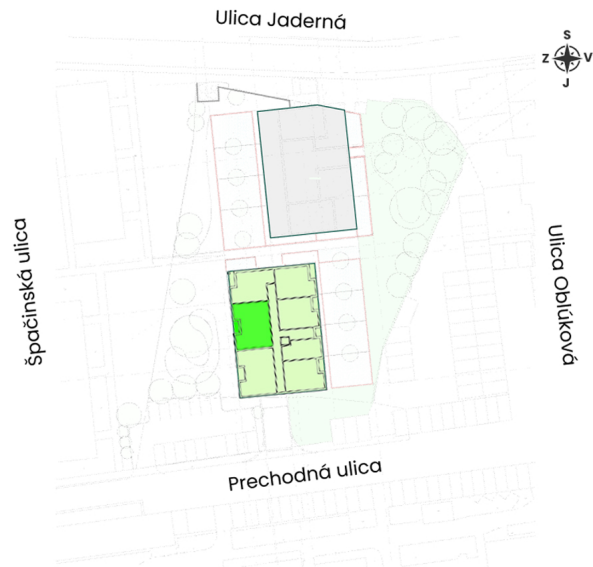 Ulica Jaderná
S
Z V
J
Špačinská ulica
Ulica Oblúková
Prechodná ulica